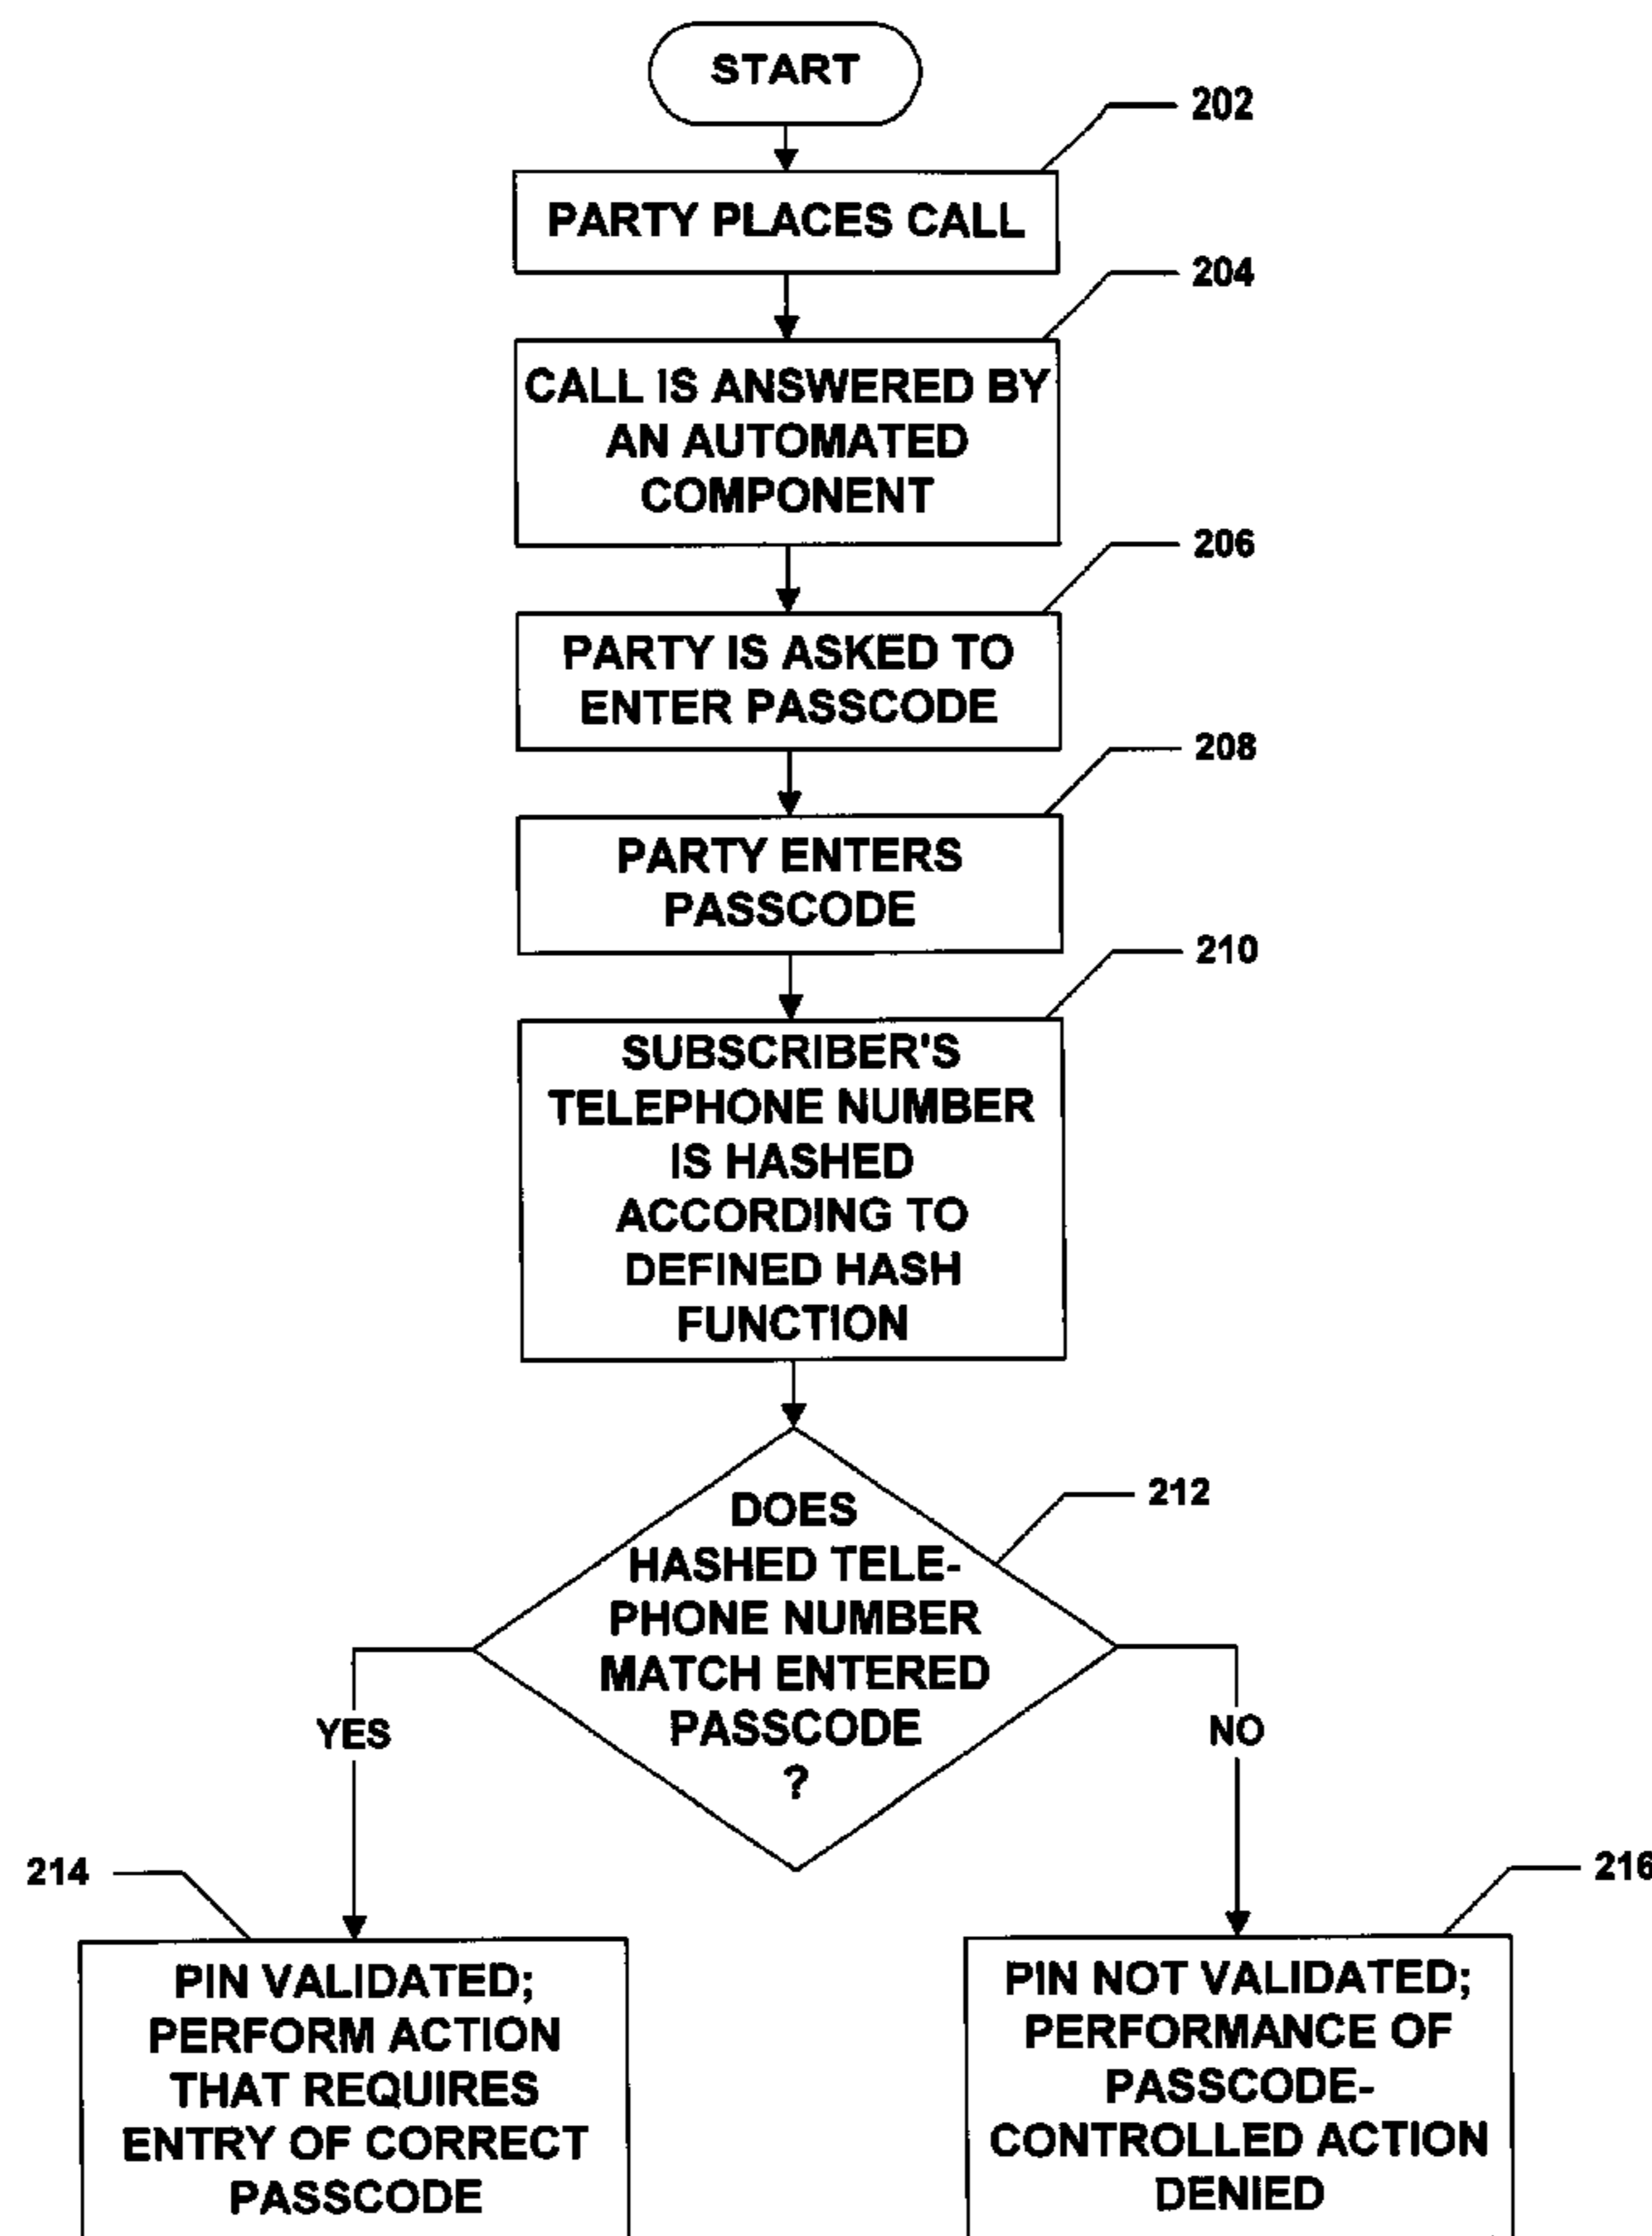 START
202
PARTY PLACES CALL
204
CALL IS ANSWERED BY
AN AUTOMATED
COMPONENT
206
PARTY IS ASKED TO
ENTER PASSCODE
208
PARTY ENTERS
PASSCODE
210
SUBSCRIBER'S
TELEPHONE NUMBER
IS HASHED
ACCORDING TO
DEFINED HASH
FUNCTION
212
DOES
HASHED TELE-
PHONE NUMBER
MATCH ENTERED
PASSCODE
?
YES
NO
214
216
PIN VALIDATED;
PERFORM ACTION
THAT REQUIRES
ENTRY OF CORRECT
PASSCODE
PIN NOT VALIDATED;
PERFORMANCE OF
PASSCODE-
CONTROLLED ACTION
DENIED